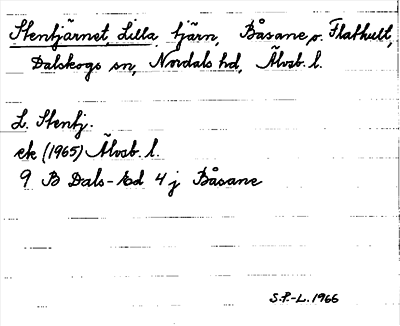 Stentjärnet, Lilla, tjärn, Båsane, o. Flathult,
Dalskogs sn, Nordals hd, Älvsb. l.
L. Stentj.
ek (1965) Älvsb. l.
9 B Dals-Ed 4 j Båsane
S.P.-L. 1966